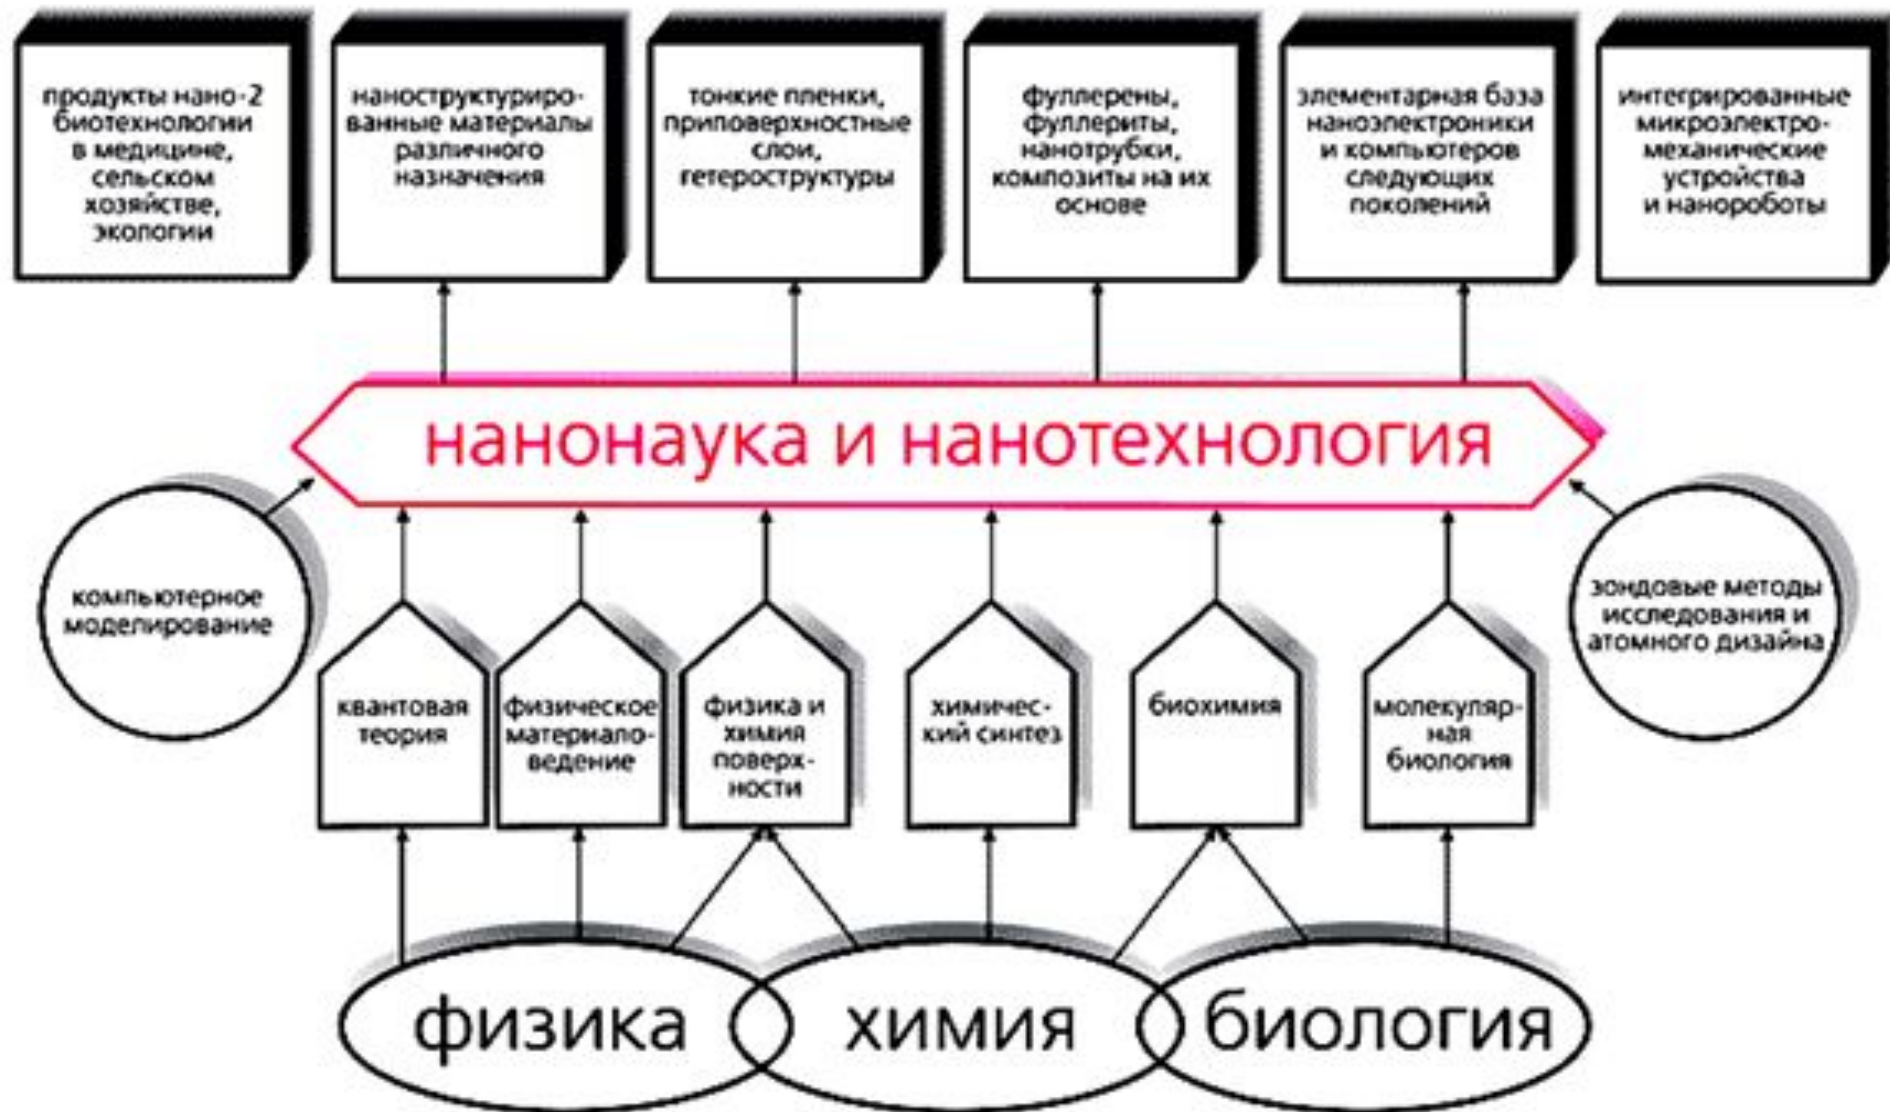 продукты нано-2
биотехнологии
в медицине,
сельском
хозяйстве,
экологии
наноструктуриро-
ванные материалы
различного
назначения
тонкие пленки,
приповерхностные
слои,
гетероструктуры
фуллерены,
фуллериты,
нанотрубки,
композиты на их
основе
элементарная база
наноэлектроники
и компьютеров
следующих
поколений
интегрированные
микроэлектро-
механические
устройства
и нанороботы
нанонаука и нанотехнология
компьютерное
моделирование
зондовые методы
исследования и
атомного дизайна
квантовая
теория
физическое
материало-
ведение
физика и
химия
поверх-
ности
химичес-
кий синтез
биохимия
молекуляр-
ная
биология
физика
химия
биология